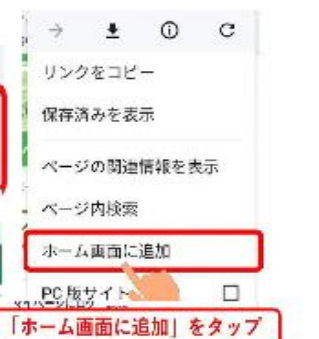 リンクをコピー
保存済みを表示
ページの関連情報を表示
ページ内検索
ホーム画面に追加
PC版サイト
「ホーム画面に追加」をタップ